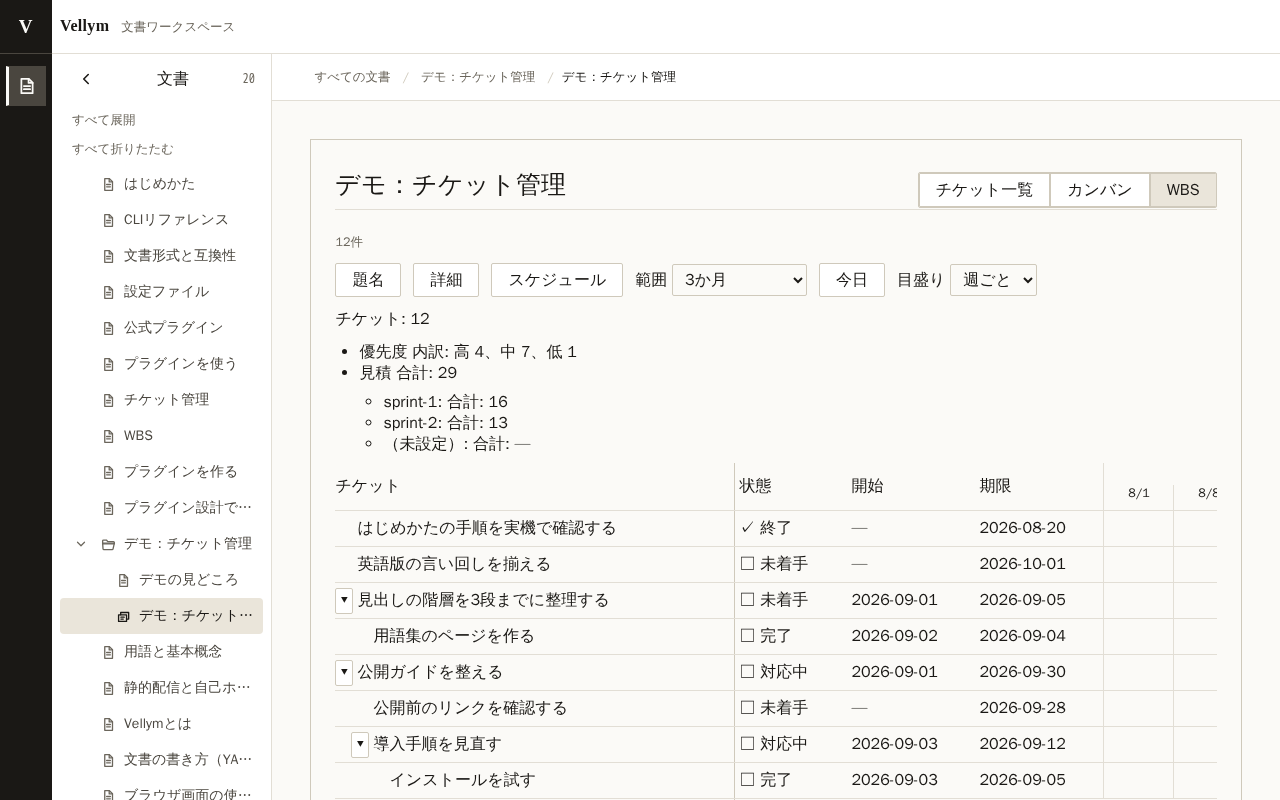 V
Vellym 文書ワークスペース
文書 20
すべて展開
すべて折りたたむ
はじめかた
CLIリファレンス
文書形式と互換性
設定ファイル
公式プラグイン
プラグインを使う
チケット管理
WBS
プラグインを作る
プラグイン設計で…
デモ：チケット管理
デモの見どころ
デモ：チケット…
用語と基本概念
静的配信と自己ホ…
Vellymとは
文書の書き方（YA…
ブラウザ画面の使…
すべての文書 / デモ：チケット管理 / デモ：チケット管理
デモ：チケット管理
チケット一覧 カンバン WBS
12件
題名 詳細 スケジュール 範囲 3か月 今日 目盛り 週ごと
チケット: 12
• 優先度 内訳: 高 4、中 7、低 1
• 見積 合計: 29
◦ sprint-1: 合計: 16
◦ sprint-2: 合計: 13
◦ （未設定）: 合計: —
チケット 状態 開始 期限 8/1 8/8
はじめかたの手順を実機で確認する ✓ 終了 — 2026-08-20
英語版の言い回しを揃える ☐ 未着手 — 2026-10-01
▼ 見出しの階層を3段までに整理する ☐ 未着手 2026-09-01 2026-09-05
用語集のページを作る ☐ 完了 2026-09-02 2026-09-04
▼ 公開ガイドを整える ☐ 対応中 2026-09-01 2026-09-30
公開前のリンクを確認する ☐ 未着手 — 2026-09-28
▼ 導入手順を見直す ☐ 対応中 2026-09-03 2026-09-12
インストールを試す ☐ 完了 2026-09-03 2026-09-05